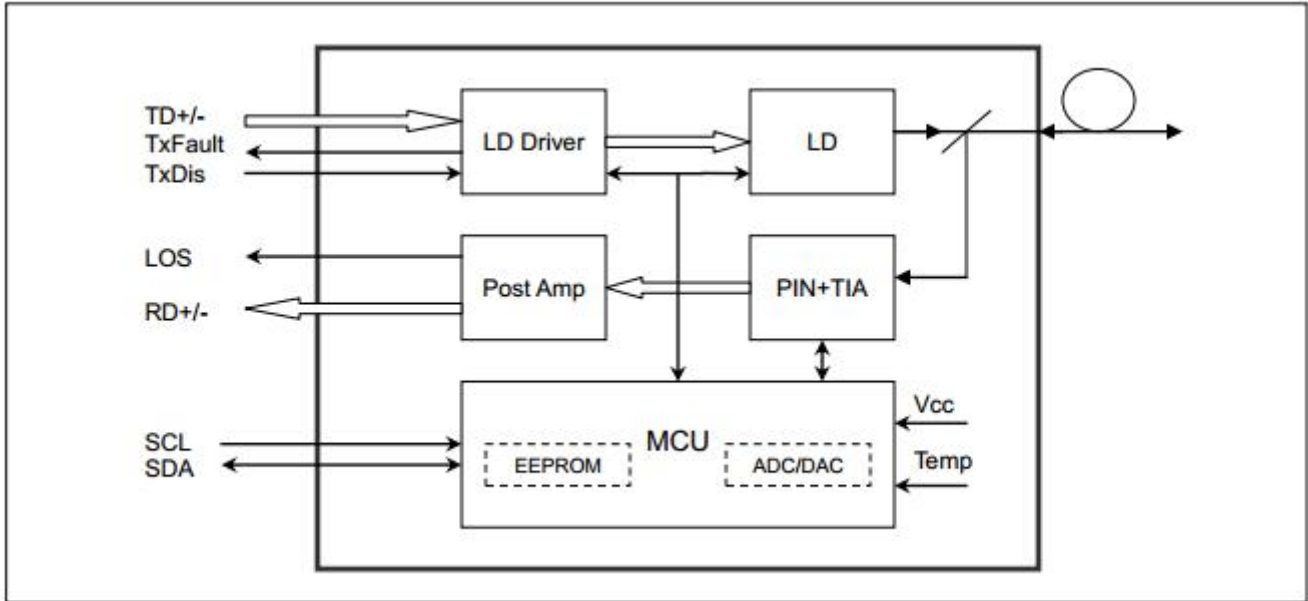 TD+/-
TxFault
TxDis
LD Driver
LD
LOS
RD+/-
Post Amp
PIN+TIA
SCL
SDA
MCU
EEPROM
ADC/DAC
Vcc
Temp